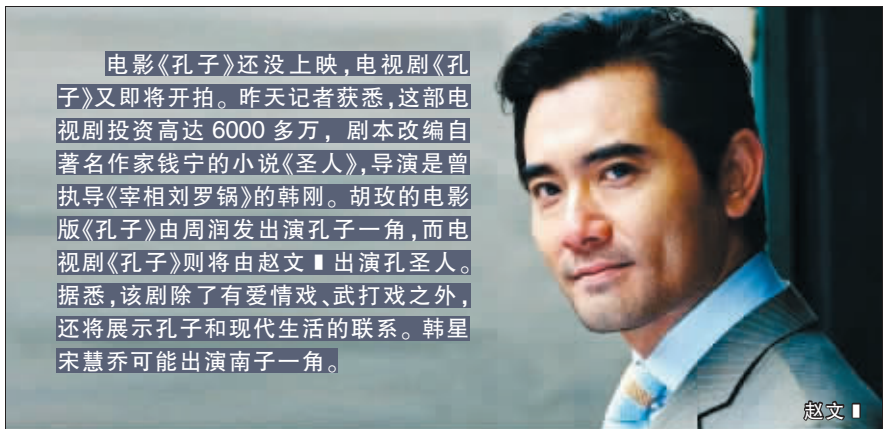 电影《孔子》还没上映,电视剧《孔
子》又即将开拍。昨天记者获悉,这部电
视剧投资高达 6000 多万, 剧本改编自
著名作家钱宁的小说《圣人》,导演是曾
执导《宰相刘罗锅》的韩刚。胡玫的电影
版《孔子》由周润发出演孔子一角,而电
视剧《孔子》则将由赵文▮出演孔圣人。
据悉,该剧除了有爱情戏、武打戏之外,
还将展示孔子和现代生活的联系。韩星
宋慧乔可能出演南子一角。
赵文▮